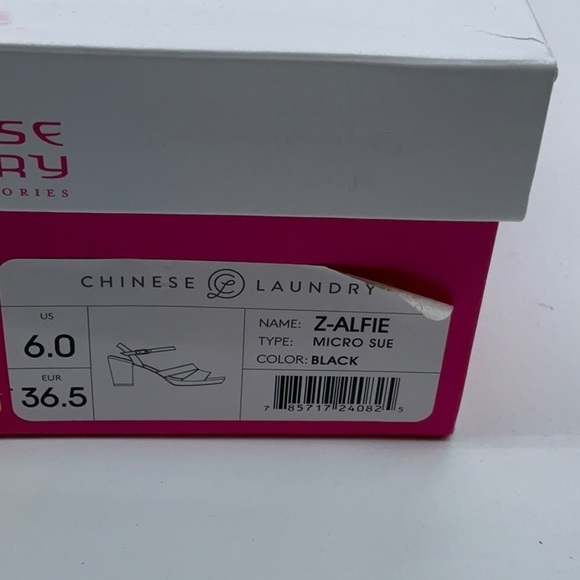 SE
RY
ORIES
CHINESE CL LAUNDRY
US
6.0
EUR
36.5
NAME: Z-ALFIE
TYPE: MICRO SUE
COLOR: BLACK
7 85717 24082 5